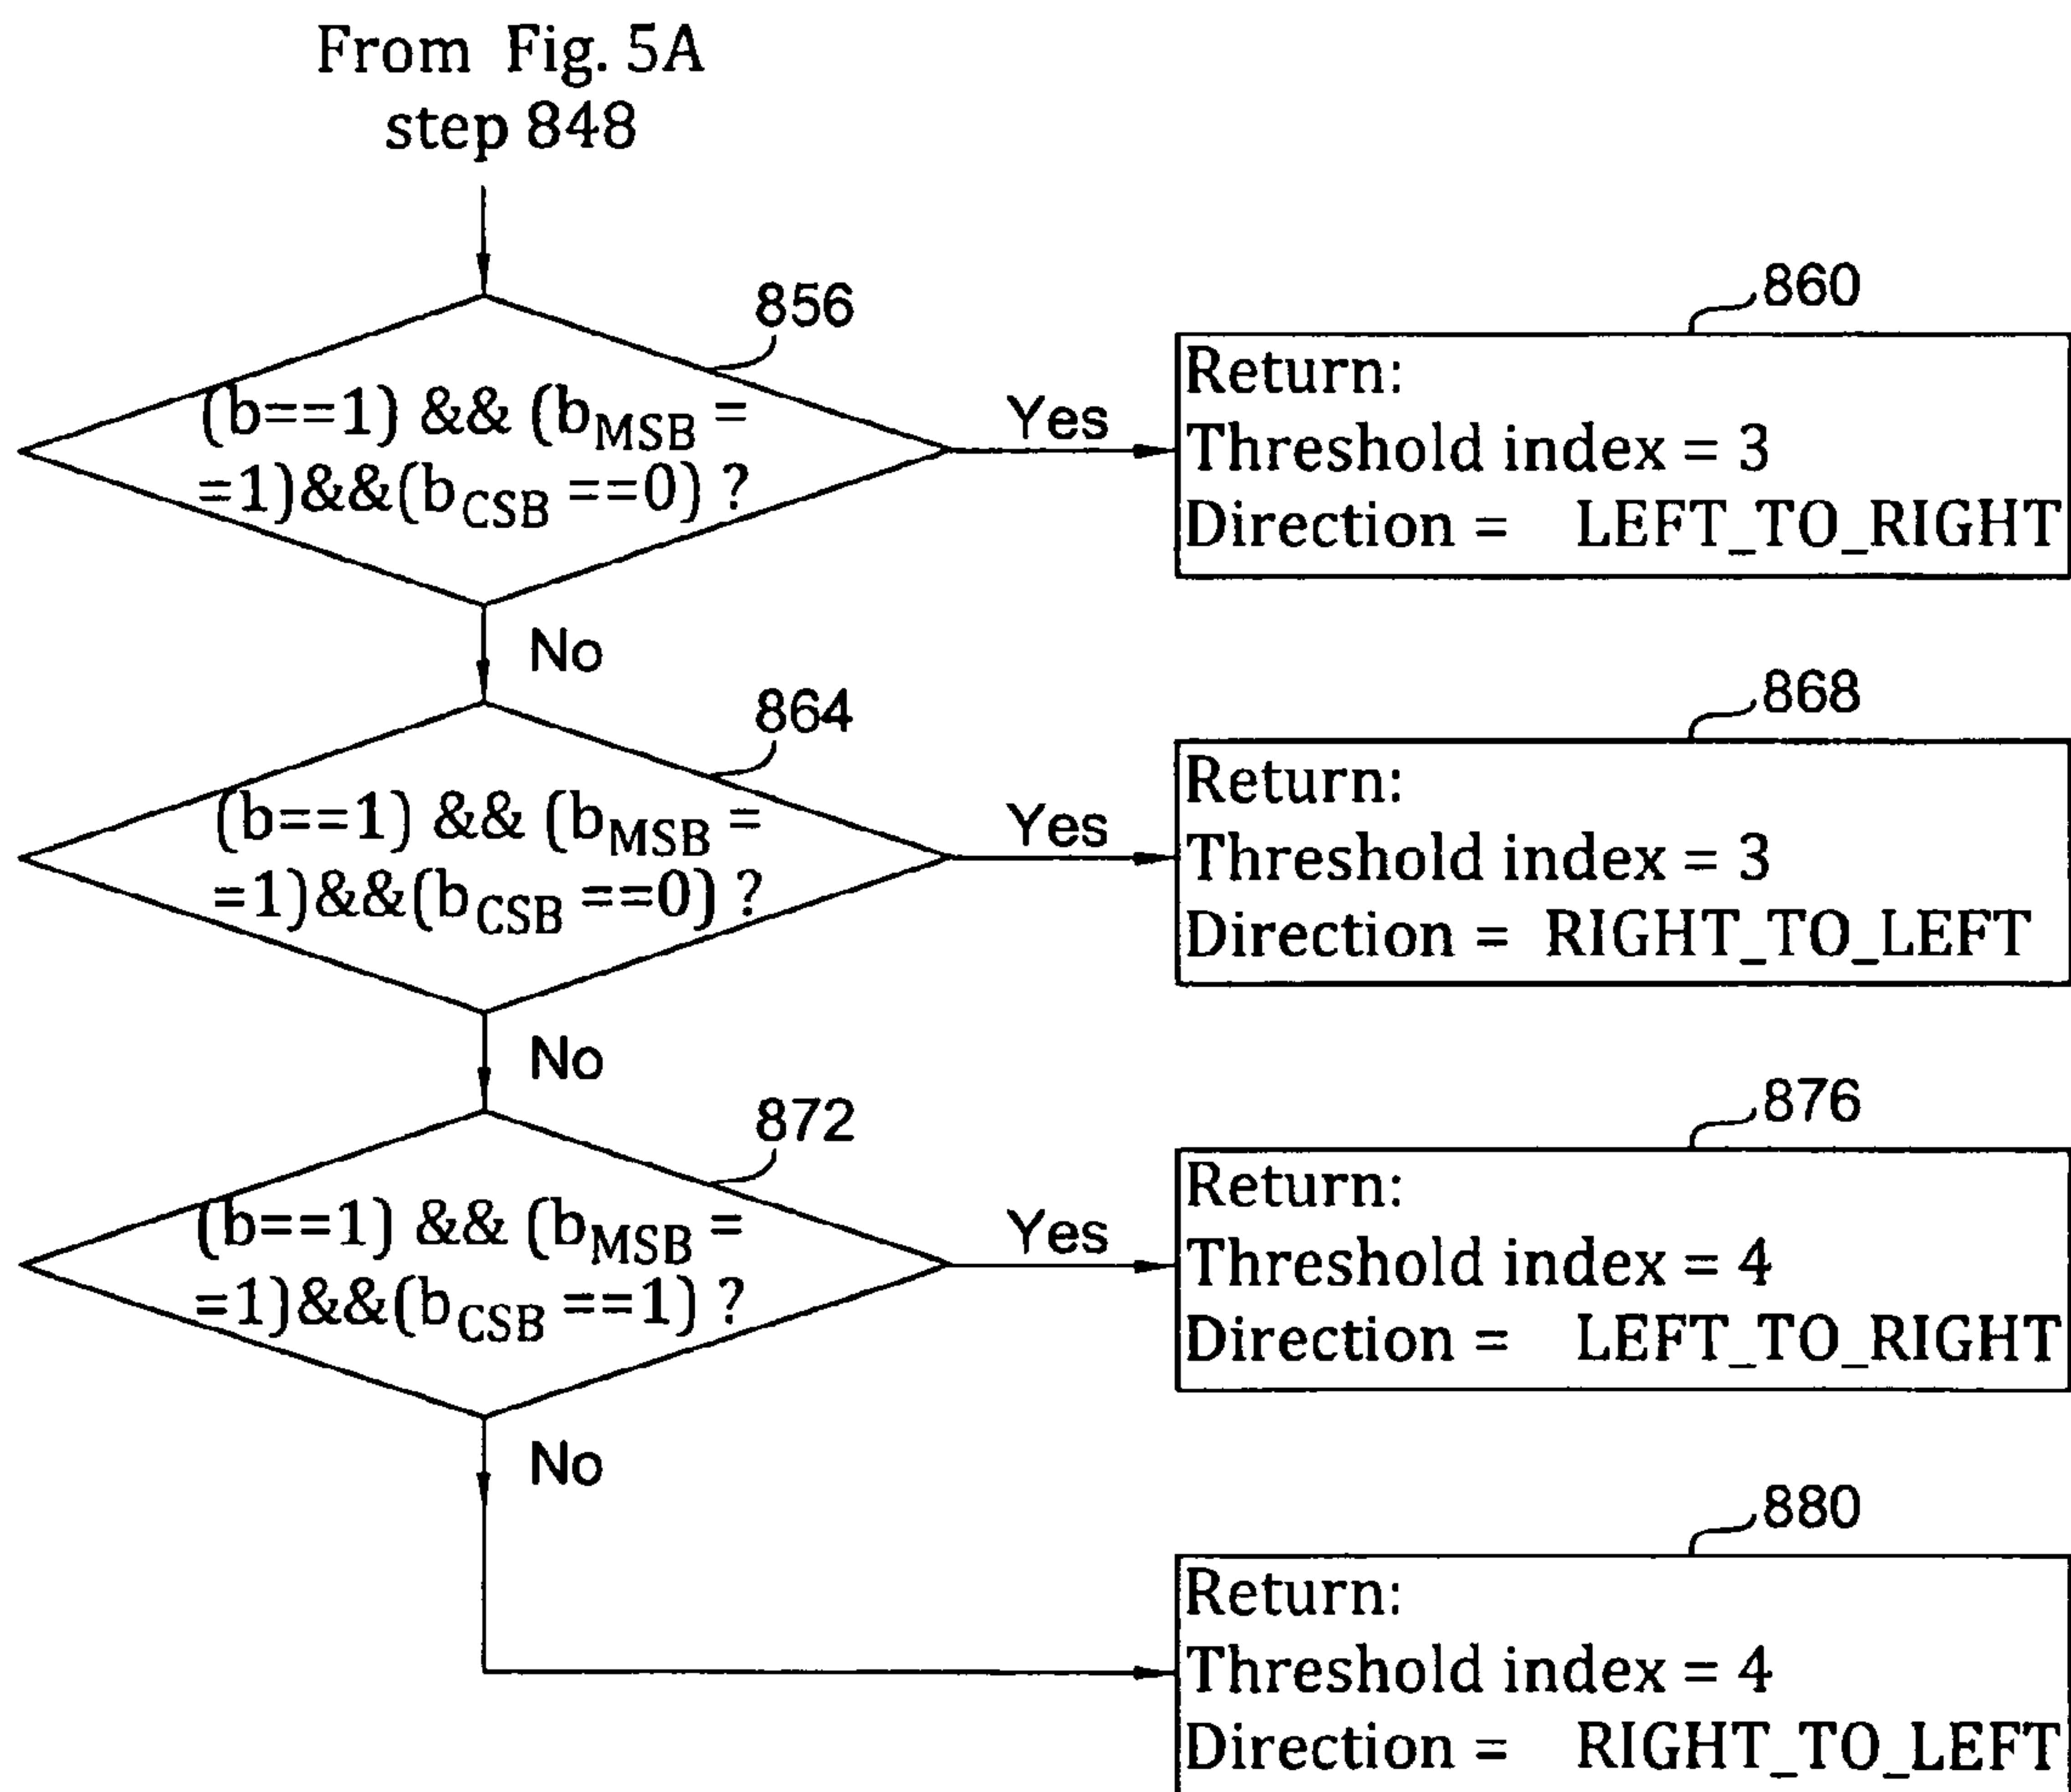 From Fig. 5A
step 848
856
(b==1) && (bMSB =
=1)&&(bCSB ==0) ?
Yes
860
Return:
Threshold index = 3
Direction = LEFT_TO_RIGHT
No
864
(b==1) && (bMSB =
=1)&&(bCSB ==0) ?
Yes
868
Return:
Threshold index = 3
Direction = RIGHT_TO_LEFT
No
872
(b==1) && (bMSB =
=1)&&(bCSB ==1) ?
Yes
876
Return:
Threshold index = 4
Direction = LEFT_TO_RIGHT
No
880
Return:
Threshold index = 4
Direction = RIGHT_TO_LEFT